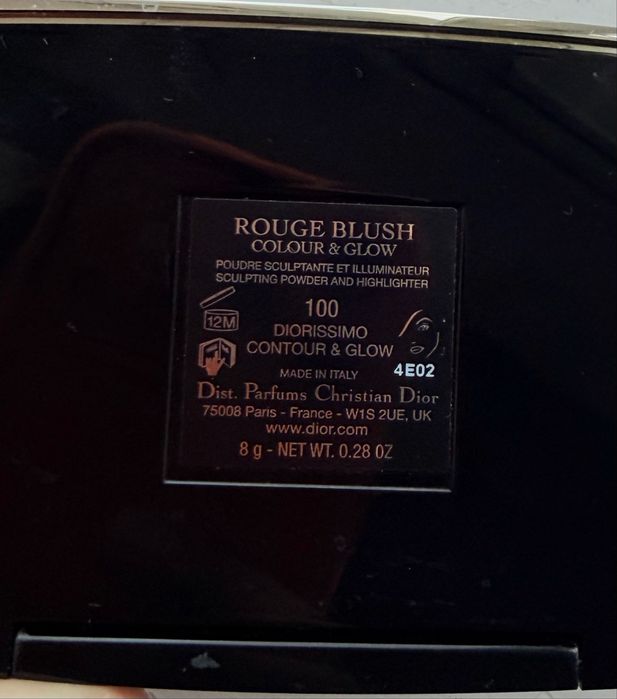 ROUGE BLUSH
COLOUR & GLOW
POUDRE SCULPTANTE ET ILLUMINATEUR
SCULPTING POWDER AND HIGHLIGHTER
12M
100
DIORISSIMO
CONTOUR & GLOW
MADE IN ITALY
4E02
Dist. Parfums Christian Dior
75008 Paris - France - W1S 2UE, UK
www.dior.com
8 g - NET WT. 0.28 OZ